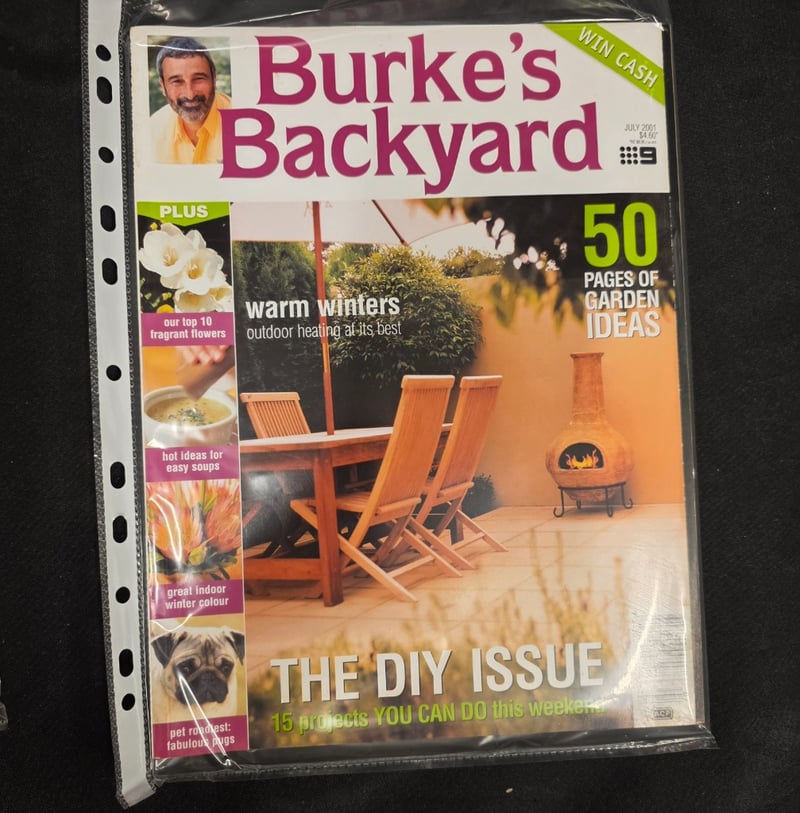 Burke's
Backyard
WIN CASH
JULY 2001
$4.60*
9
PLUS
our top 10
fragrant flowers
hot ideas for
easy soups
great indoor
winter colour
pet roadtest:
fabulous pugs
warm winters
outdoor heating at its best
50
PAGES OF
GARDEN
IDEAS
THE DIY ISSUE
15 projects YOU CAN DO this weekend
ACP